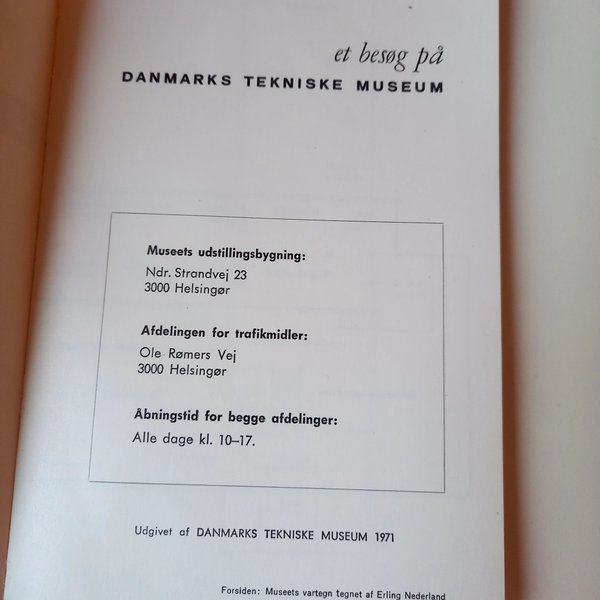 et besøg på
DANMARKS TEKNISKE MUSEUM
Museets udstillingsbygning:
Ndr. Strandvej 23
3000 Helsingør
Afdelingen for trafikmidler:
Ole Rømers Vej
3000 Helsingør
Åbningstid for begge afdelinger:
Alle dage kl. 10–17.
Udgivet af DANMARKS TEKNISKE MUSEUM 1971
Forsiden: Museets vartegn tegnet af Erling Nederland